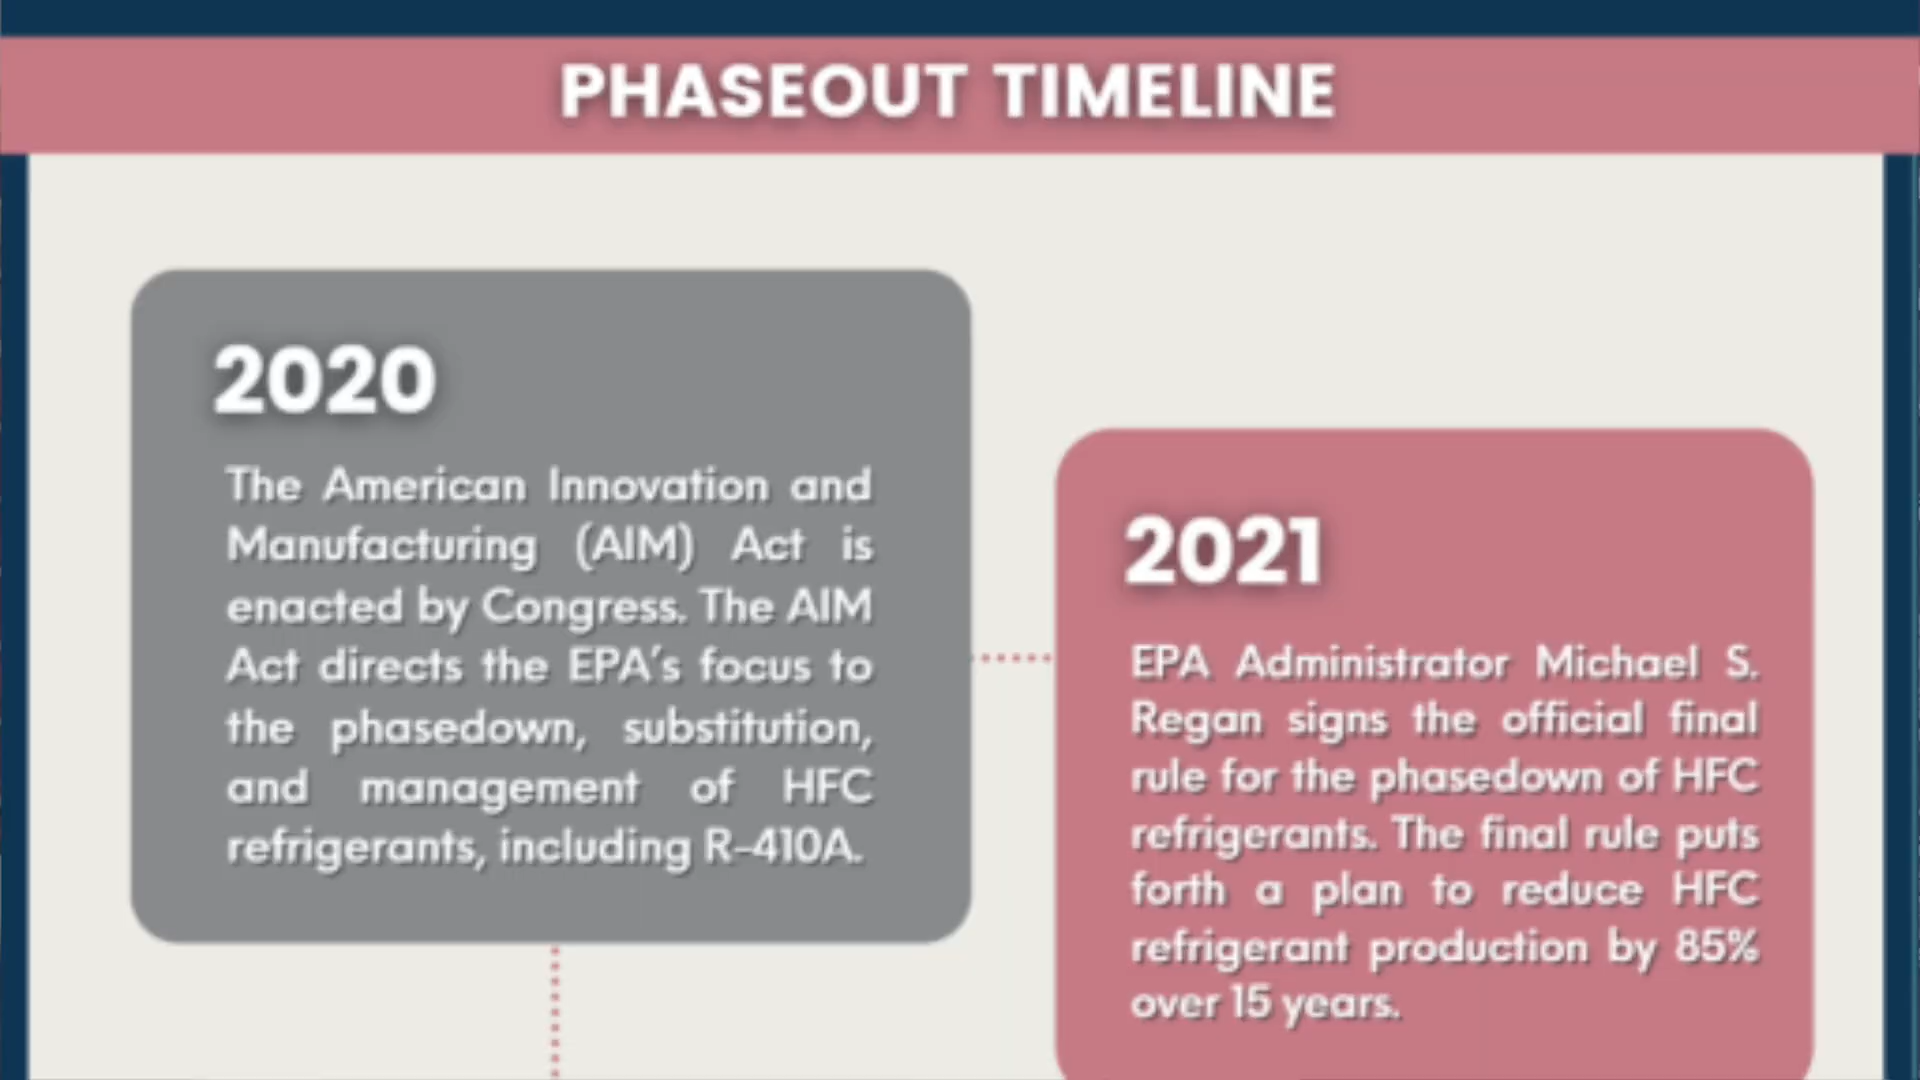 PHASEOUT TIMELINE
2020
The American Innovation and
Manufacturing (AIM) Act is
enacted by Congress. The AIM
Act directs the EPA's focus to
the phasedown, substitution,
and management of HFC
refrigerants, including R-410A.
2021
EPA Administrator Michael S.
Regan signs the official final
rule for the phasedown of HFC
refrigerants. The final rule puts
forth a plan to reduce HFC
refrigerant production by 85%
over 15 years.